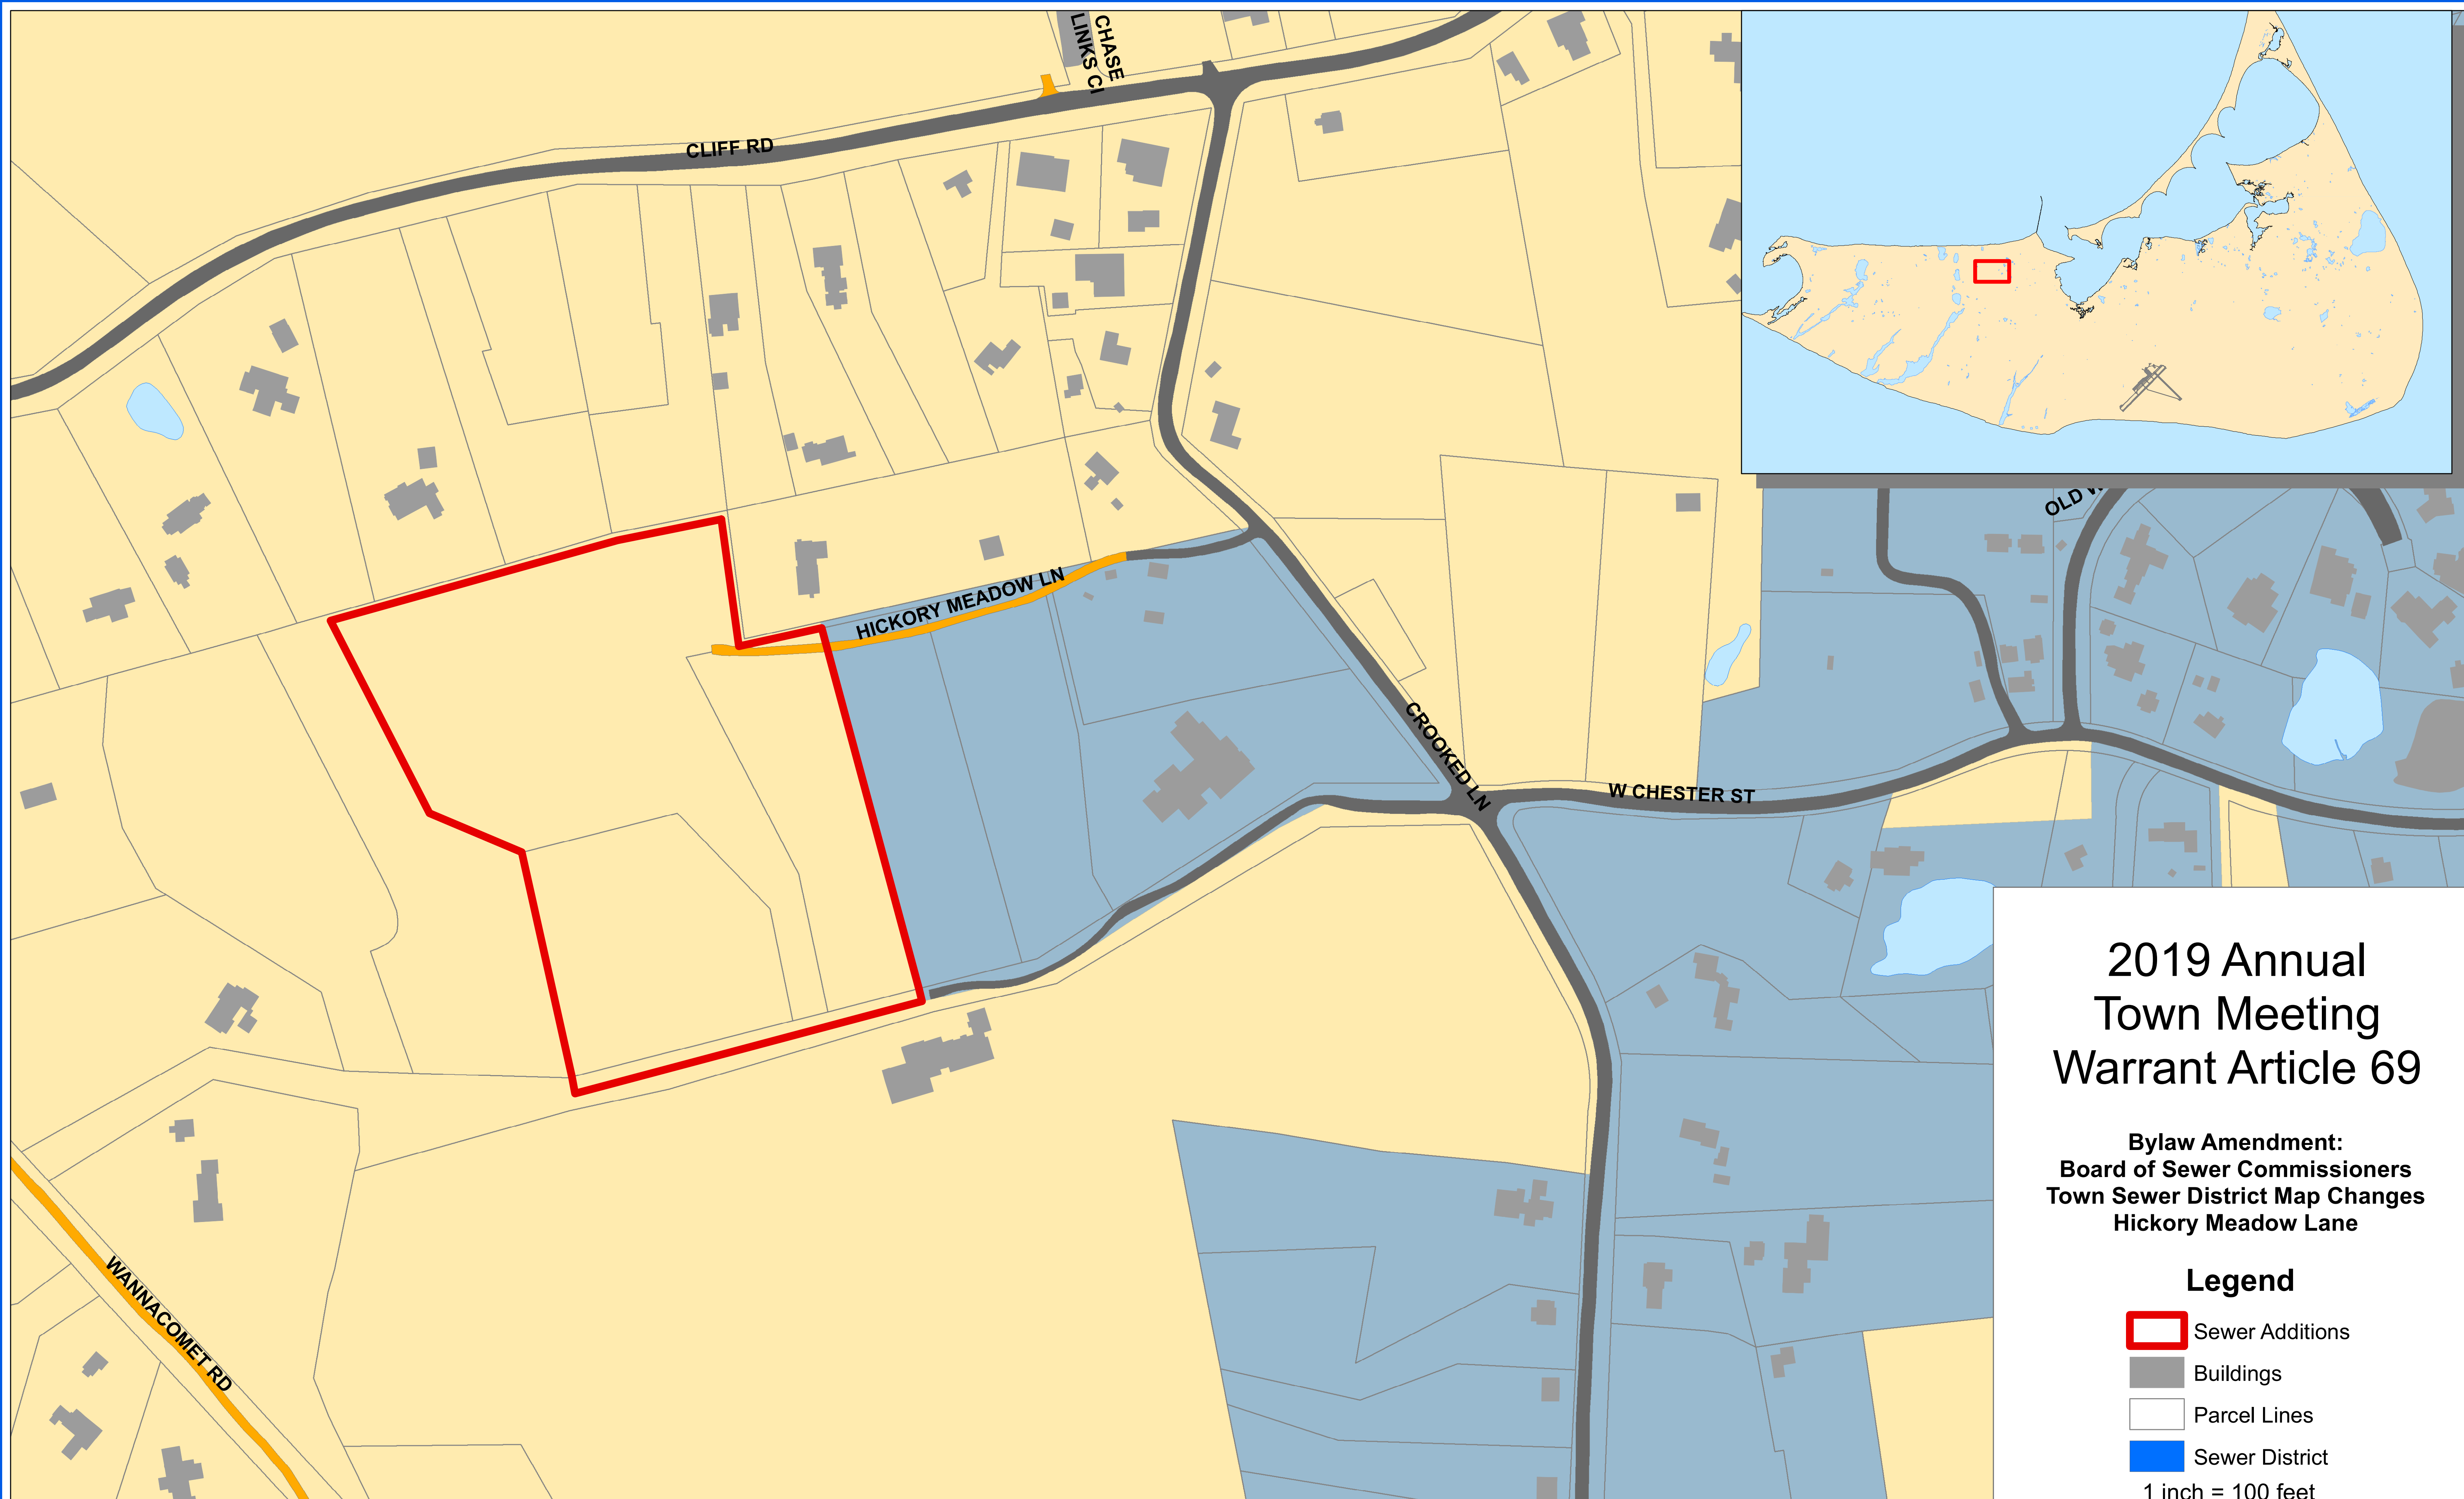 CHASE
LINKS CI
CLIFF RD
OLD
HICKORY MEADOW LN
CROOKED LN
W CHESTER ST
WANNACOMET RD
2019 Annual
Town Meeting
Warrant Article 69
Bylaw Amendment:
Board of Sewer Commissioners
Town Sewer District Map Changes
Hickory Meadow Lane
Legend
Sewer Additions
Buildings
Parcel Lines
Sewer District
1 inch = 100 feet